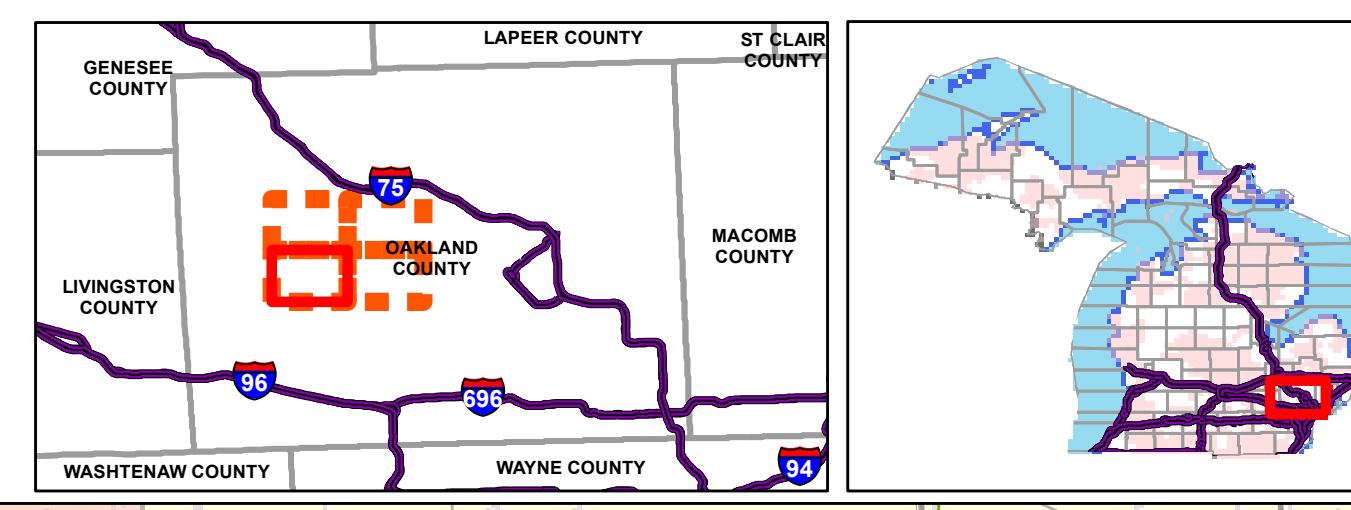 LAPEER COUNTY
ST CLAIR
COUNTY
GENESEE
COUNTY
75
OAKLAND
COUNTY
MACOMB
COUNTY
LIVINGSTON
COUNTY
96
696
WASHTENAW COUNTY
WAYNE COUNTY
94